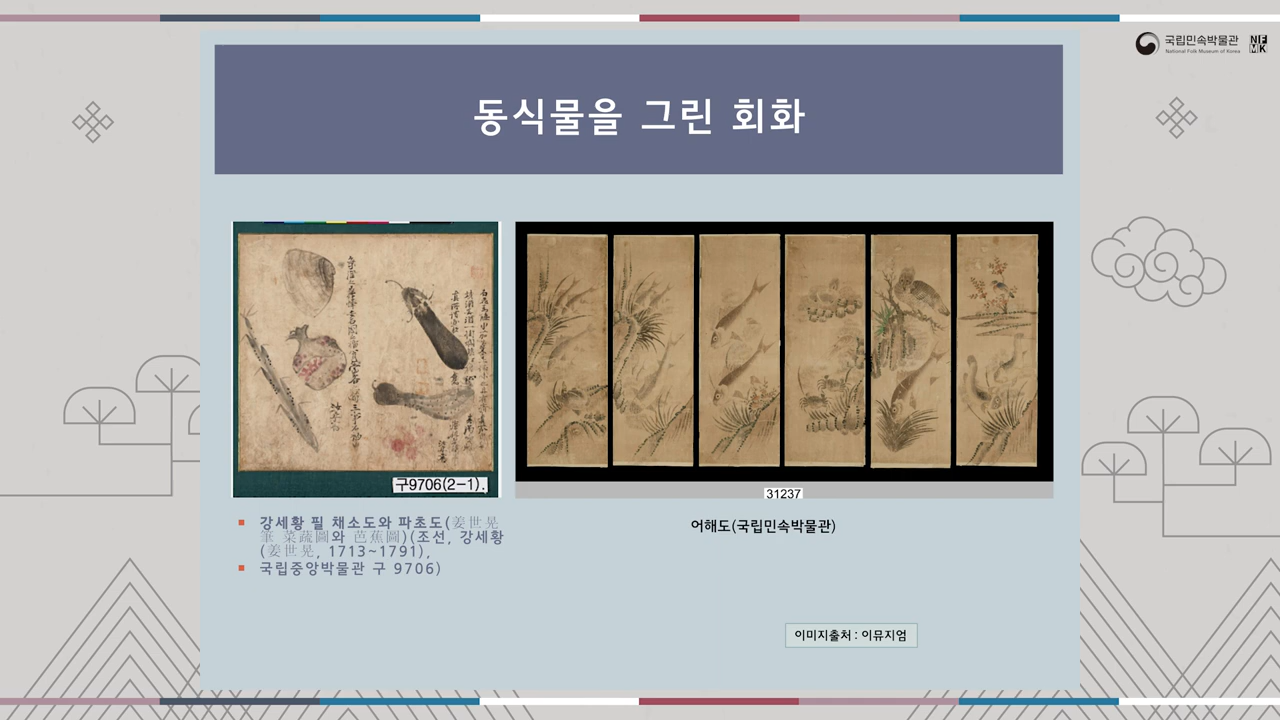 국립민속박물관
National Folk Museum of Korea
NF
MK
동식물을 그린 회화
구9706(2-1).
31237
강세황 필 채소도와 파초도(姜世晃
筆 菜蔬圖와 芭蕉圖)(조선, 강세황
(姜世晃, 1713~1791),
국립중앙박물관 구 9706)
어해도(국립민속박물관)
이미지출처 : 이뮤지엄